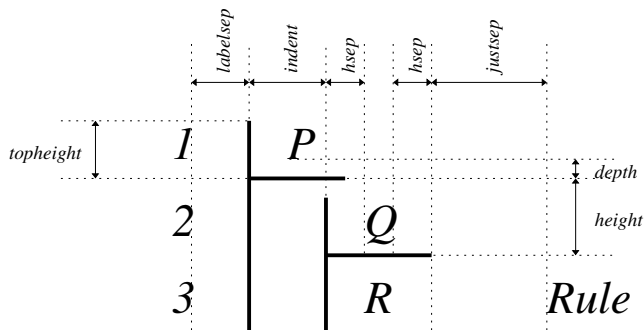 labelsep indent hsep hsep justsep
1 P
topheight
depth
2 Q height
3 R Rule